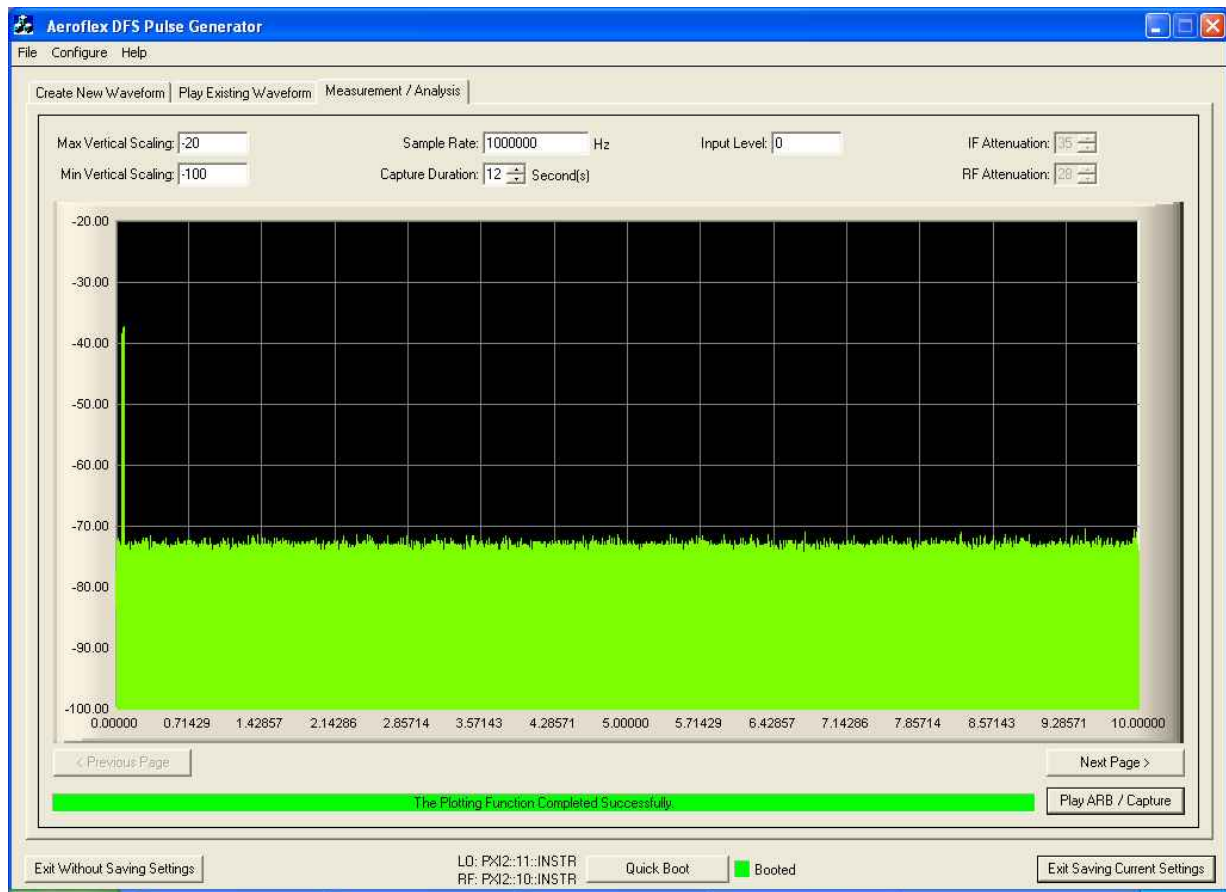 Aeroflex DFS Pulse Generator
File Configure Help
Create New Waveform Play Existing Waveform Measurement / Analysis
Max Vertical Scaling: -20 Sample Rate: 1000000 Hz Input Level: 0 IF Attenuation: 35
Min Vertical Scaling: -100 Capture Duration: 12 Second(s) RF Attenuation: 28
-20.00
-30.00
-40.00
-50.00
-60.00
-70.00
-80.00
-90.00
-100.00
0.00000 0.71429 1.42857 2.14286 2.85714 3.57143 4.28571 5.00000 5.71429 6.42857 7.14286 7.85714 8.57143 9.28571 10.00000
< Previous Page Next Page >
The Plotting Function Completed Successfully. Play ARB / Capture
Exit Without Saving Settings LO: PXI2::11::INSTR Quick Boot Booted Exit Saving Current Settings
RF: PXI2::10::INSTR